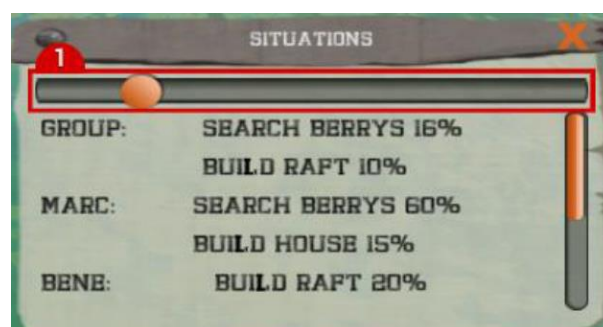 SITUATIONS
X
1
GROUP: SEARCH BERRYS 16%
BUILD RAFT 10%
MARC: SEARCH BERRYS 60%
BUILD HOUSE 15%
BENE: BUILD RAFT 20%